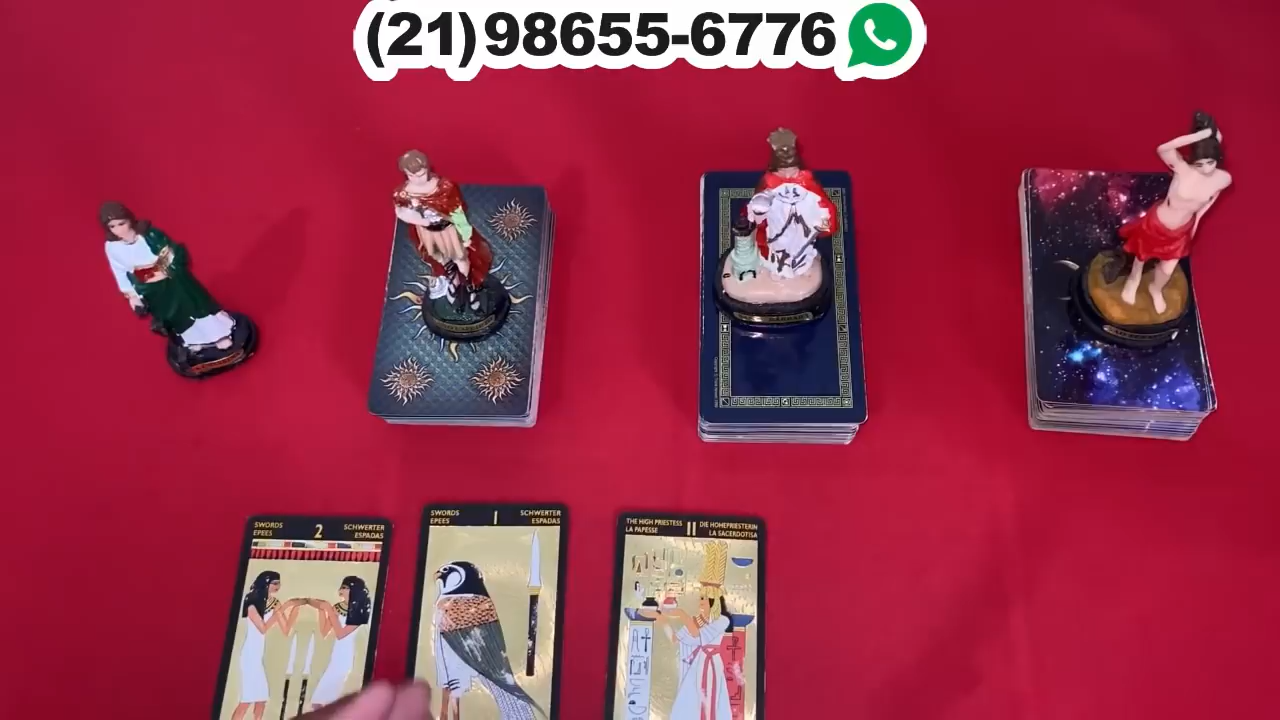 (21)98655-6776
SWORDS 2 SCHWERTER
EPEES ESPADAS
SWORDS I SCHWERTER
EPEES ESPADAS
THE HIGH PRIESTESS II DIE HOHEPRIESTERIN
LA PAPESSE LA SACERDOTISA